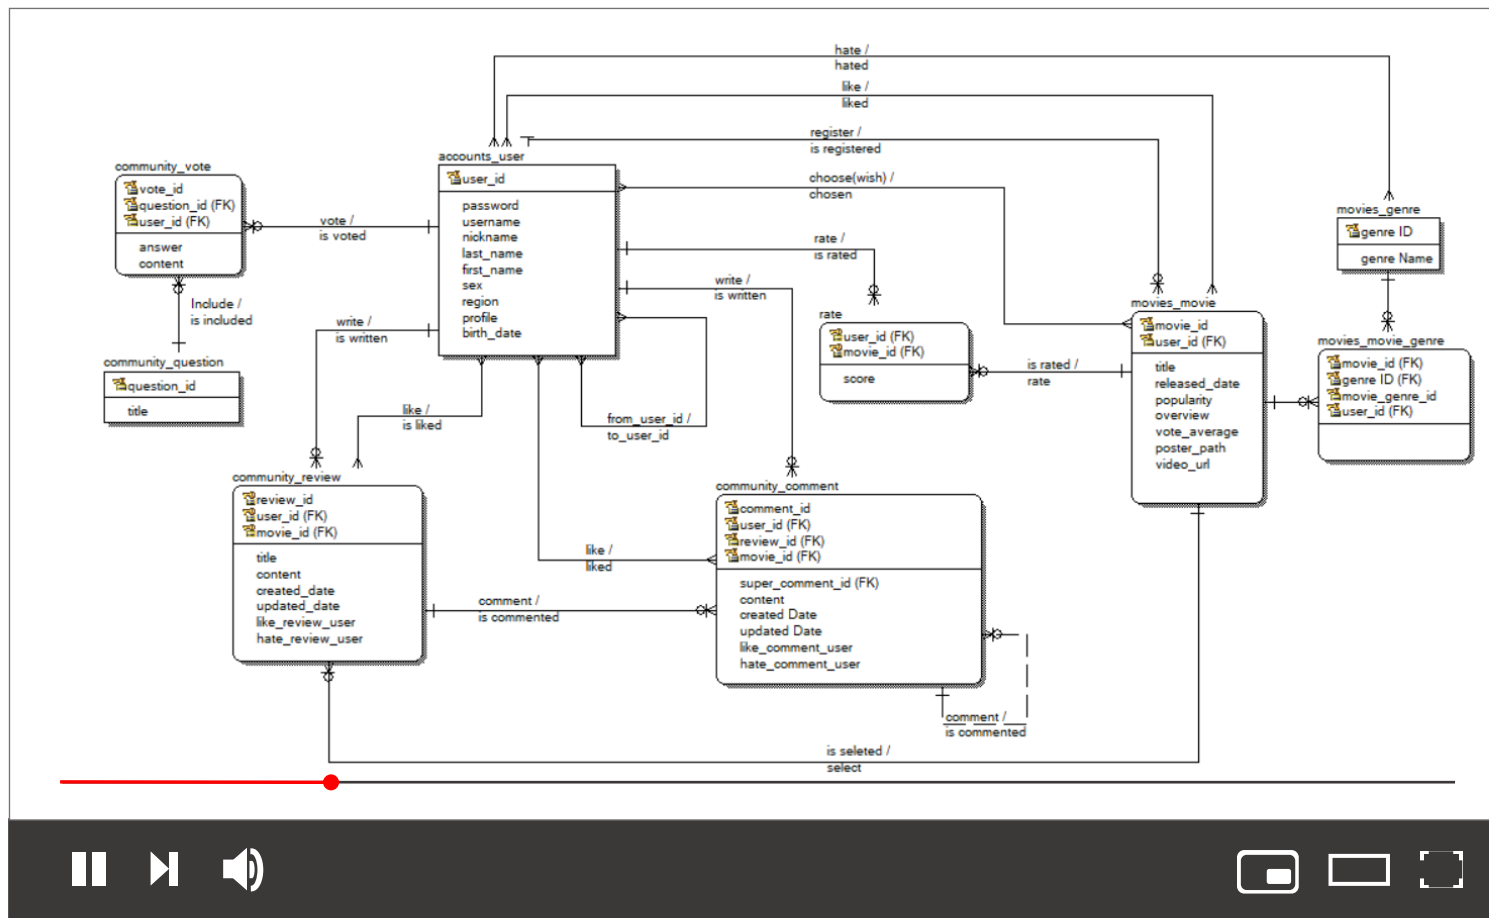 hate /
hated
like /
liked
register /
is registered
choose(wish) /
chosen
rate /
is rated
write /
is written
accounts_user
user_id
password
username
nickname
last_name
first_name
sex
region
profile
birth_date
community_vote
vote_id
question_id (FK)
user_id (FK)
answer
content
vote /
is voted
Include /
is included
community_question
question_id
title
write /
is written
like /
is liked
from_user_id /
to_user_id
rate
user_id (FK)
movie_id (FK)
score
is rated /
rate
movies_movie
movie_id
user_id (FK)
title
released_date
popularity
overview
vote_average
poster_path
video_url
movies_genre
genre ID
genre Name
movies_movie_genre
movie_id (FK)
genre ID (FK)
movie_genre_id
user_id (FK)
community_review
review_id
user_id (FK)
movie_id (FK)
title
content
created_date
updated_date
like_review_user
hate_review_user
like /
liked
comment /
is commented
community_comment
comment_id
user_id (FK)
review_id (FK)
movie_id (FK)
super_comment_id (FK)
content
created Date
updated Date
like_comment_user
hate_comment_user
comment /
is commented
is seleted /
select